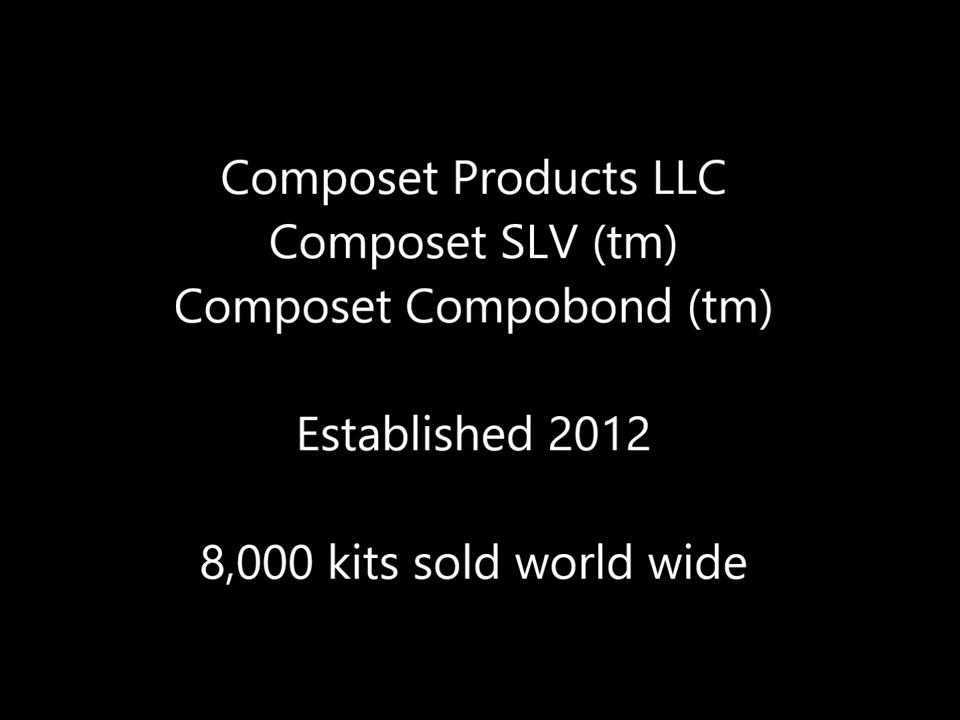 Composet Products LLC
Composet SLV (tm)
Composet Compobond (tm)
Established 2012
8,000 kits sold world wide